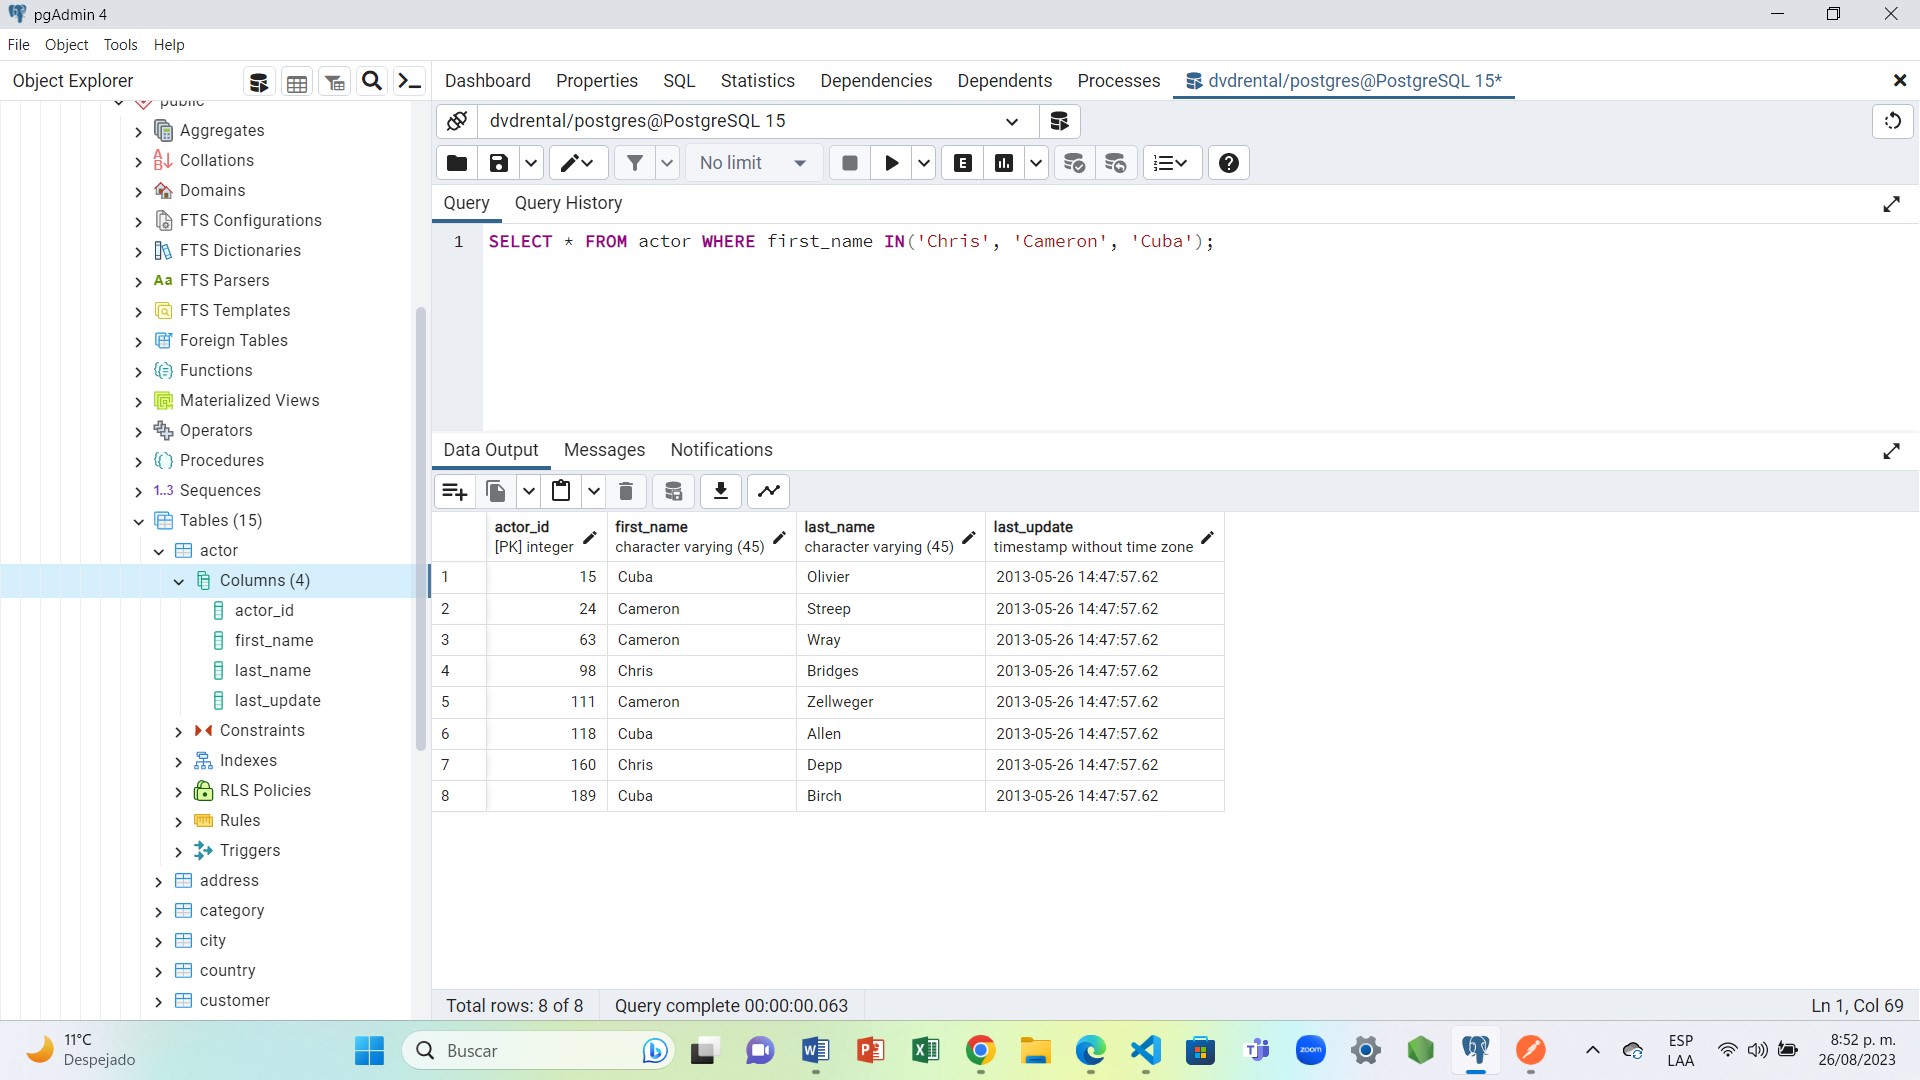 pgAdmin 4
File Object Tools Help
Object Explorer
Dashboard Properties SQL Statistics Dependencies Dependents Processes dvdrental/postgres@PostgreSQL 15*
public
Aggregates
Collations
Domains
FTS Configurations
FTS Dictionaries
Aa FTS Parsers
FTS Templates
Foreign Tables
Functions
Materialized Views
Operators
Procedures
1..3 Sequences
Tables (15)
actor
Columns (4)
actor_id
first_name
last_name
last_update
Constraints
Indexes
RLS Policies
Rules
Triggers
address
category
city
country
customer
dvdrental/postgres@PostgreSQL 15
No limit
E
Query Query History
1 SELECT * FROM actor WHERE first_name IN('Chris', 'Cameron', 'Cuba');
Data Output Messages Notifications
actor_id first_name last_name last_update
[PK] integer character varying (45) character varying (45) timestamp without time zone
1 15 Cuba Olivier 2013-05-26 14:47:57.62
2 24 Cameron Streep 2013-05-26 14:47:57.62
3 63 Cameron Wray 2013-05-26 14:47:57.62
4 98 Chris Bridges 2013-05-26 14:47:57.62
5 111 Cameron Zellweger 2013-05-26 14:47:57.62
6 118 Cuba Allen 2013-05-26 14:47:57.62
7 160 Chris Depp 2013-05-26 14:47:57.62
8 189 Cuba Birch 2013-05-26 14:47:57.62
Total rows: 8 of 8 Query complete 00:00:00.063 Ln 1, Col 69
11°C
Despejado
Buscar
zoom
ESP
LAA
8:52 p. m.
26/08/2023